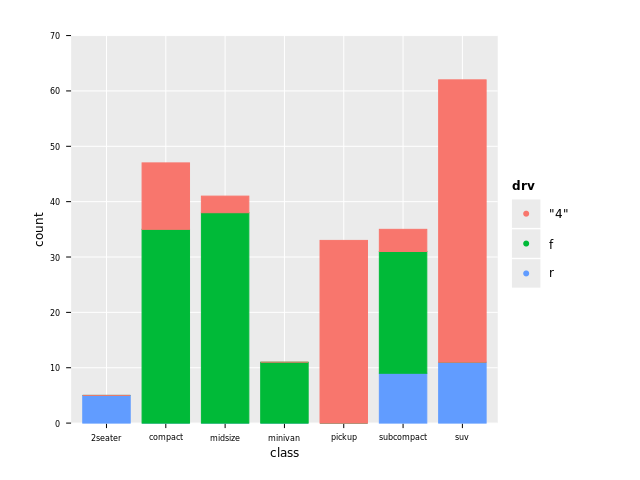 70
60
50
40
30
20
10
0
count
2seater compact midsize minivan pickup subcompact suv
class
drv
"4"
f
r